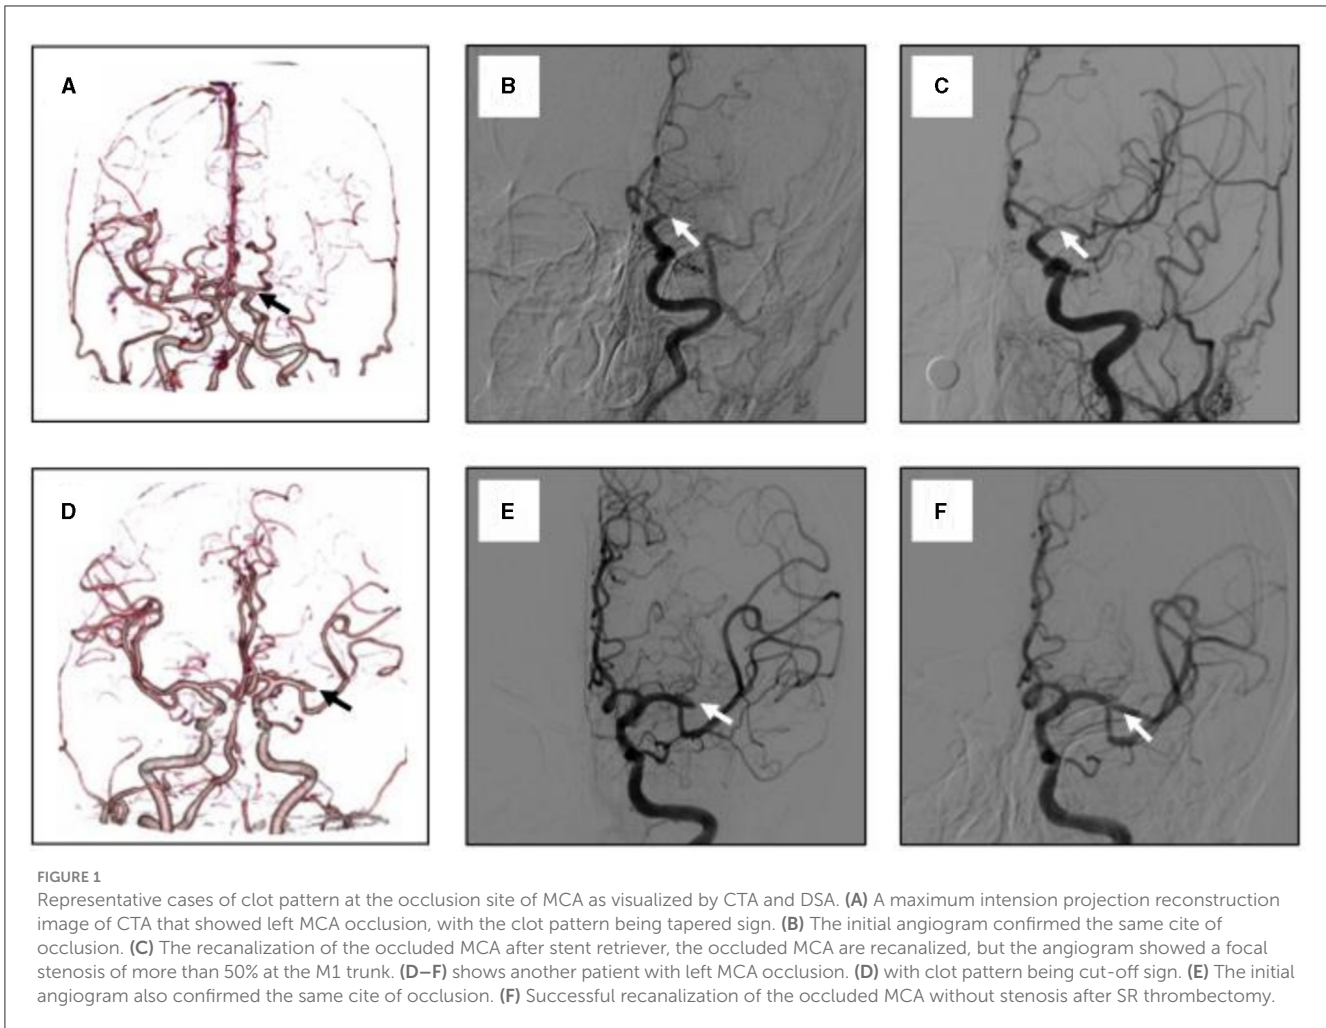 A
B
C
D
E
F
FIGURE 1
Representative cases of clot pattern at the occlusion site of MCA as visualized by CTA and DSA. (A) A maximum intension projection reconstruction
image of CTA that showed left MCA occlusion, with the clot pattern being tapered sign. (B) The initial angiogram confirmed the same cite of
occlusion. (C) The recanalization of the occluded MCA after stent retriever, the occluded MCA are recanalized, but the angiogram showed a focal
stenosis of more than 50% at the M1 trunk. (D–F) shows another patient with left MCA occlusion. (D) with clot pattern being cut-off sign. (E) The initial
angiogram also confirmed the same cite of occlusion. (F) Successful recanalization of the occluded MCA without stenosis after SR thrombectomy.